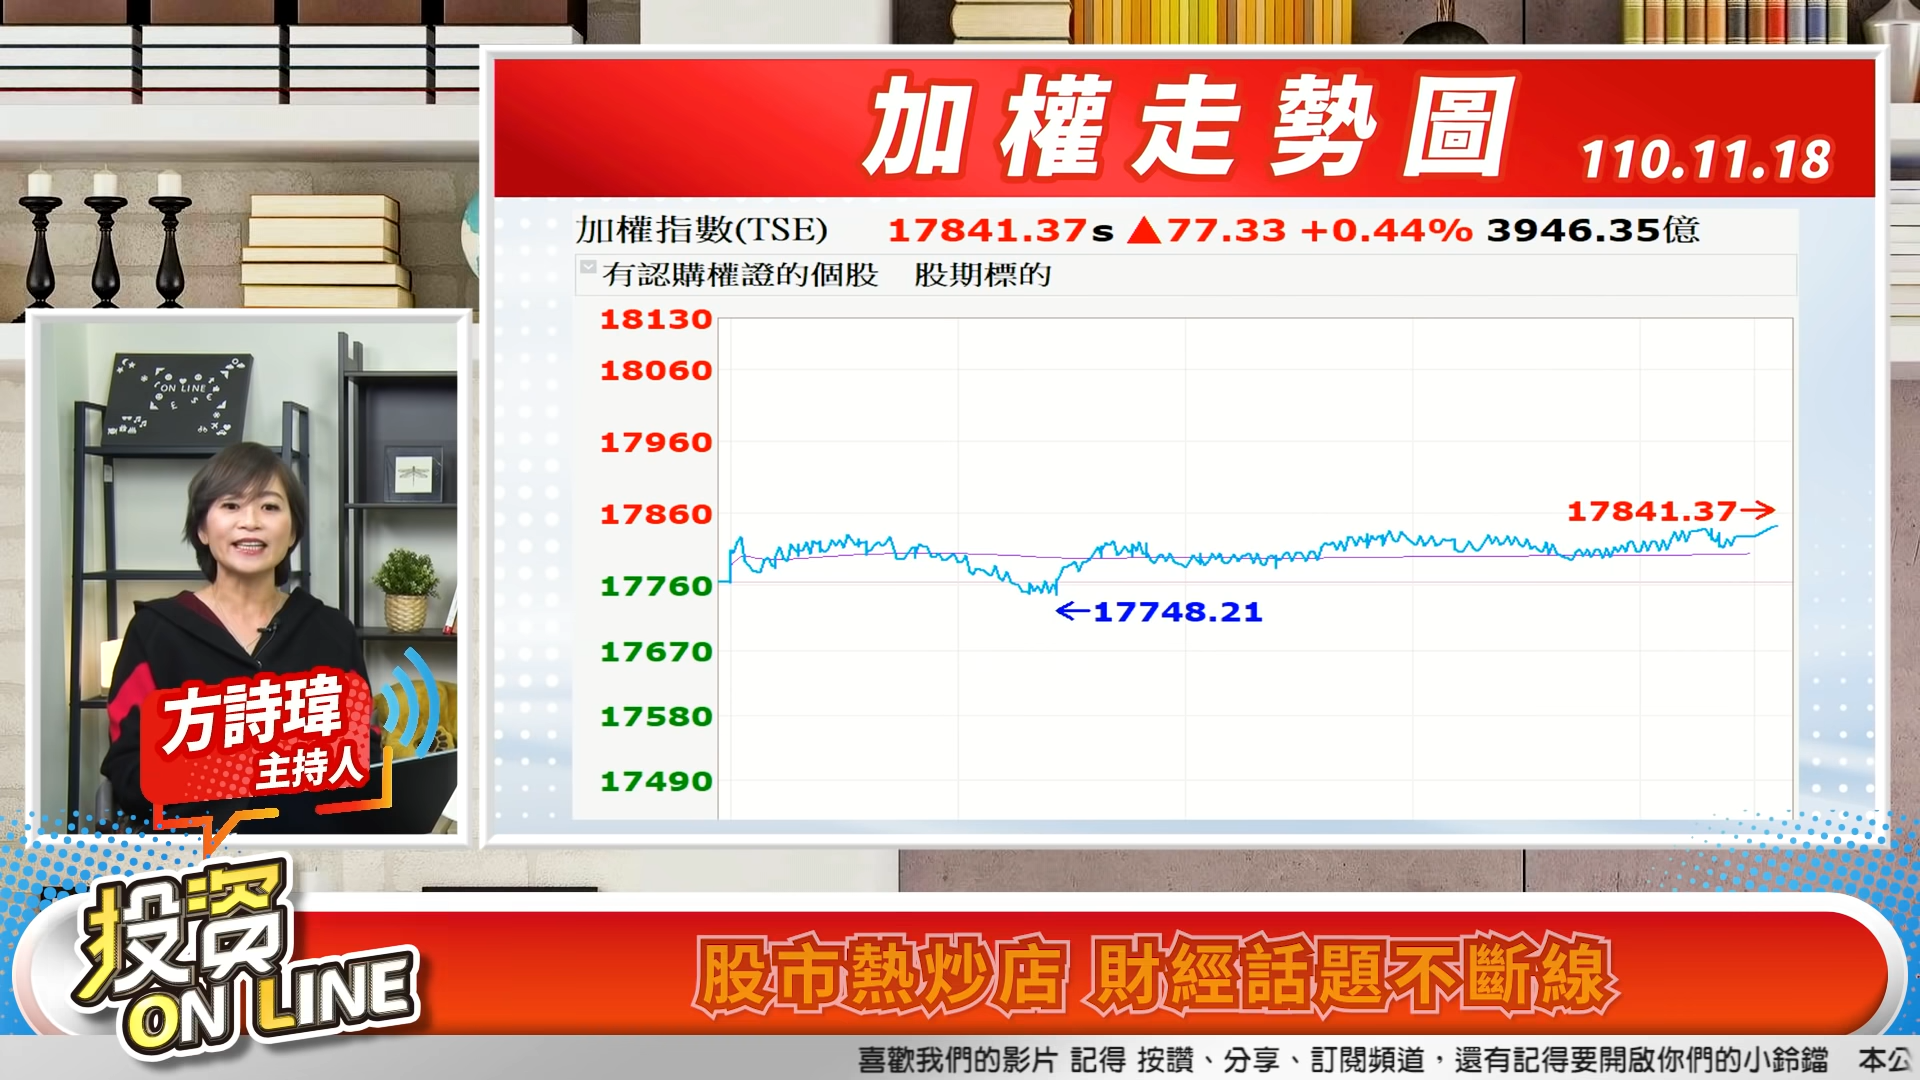 加權走勢圖 110.11.18
加權指數(TSE) 17841.37s ▲77.33 +0.44% 3946.35億
有認購權證的個股 股期標的
18130
18060
17960
17860
17760
17670
17580
17490
17841.37→
←17748.21
ON LINE
方詩瑋
主持人
投資
ON LINE
股市熱炒店 財經話題不斷線
喜歡我們的影片 記得 按讚、分享、訂閱頻道，還有記得要開啟你們的小鈴鐺 本公